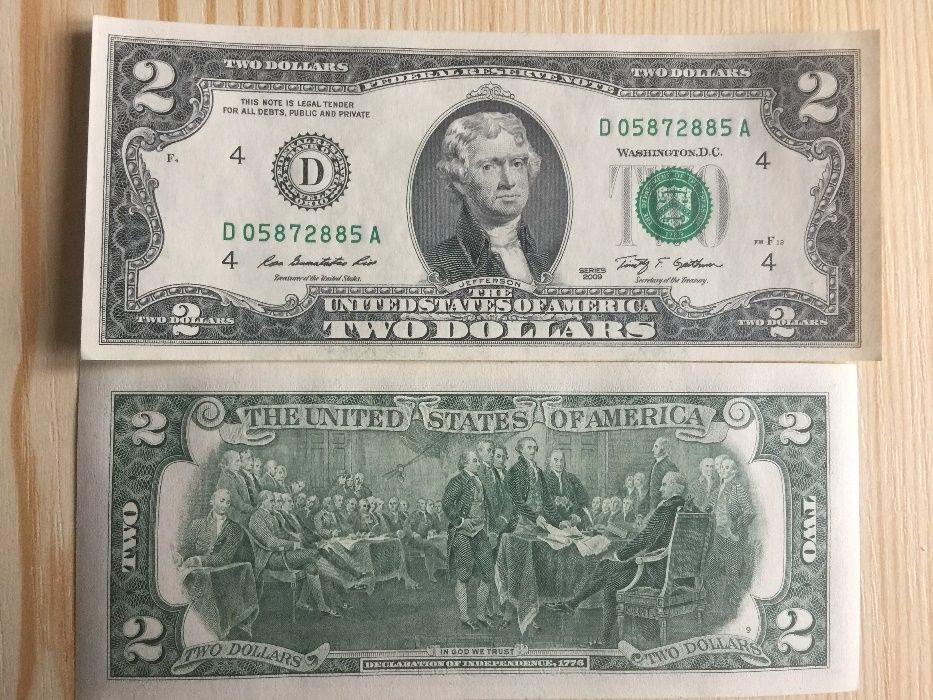 2 TWO DOLLARS FEDERAL RESERVE NOTE TWO DOLLARS 2
THIS NOTE IS LEGAL TENDER
FOR ALL DEBTS, PUBLIC AND PRIVATE
D 05872885 A
WASHINGTON, D.C.
F4 4 D TWO 4
D 05872885 A
4 4
Treasurer of the United States.
JEFFERSON
SERIES
2009
Secretary of the Treasury.
THE
UNITED STATES OF AMERICA
TWO DOLLARS
2 TWO DOLLARS
2 TWO DOLLARS
2 THE UNITED STATES OF AMERICA 2
TWO TWO
9
2 TWO DOLLARS IN GOD WE TRUST TWO DOLLARS 2
DECLARATION OF INDEPENDENCE, 1776